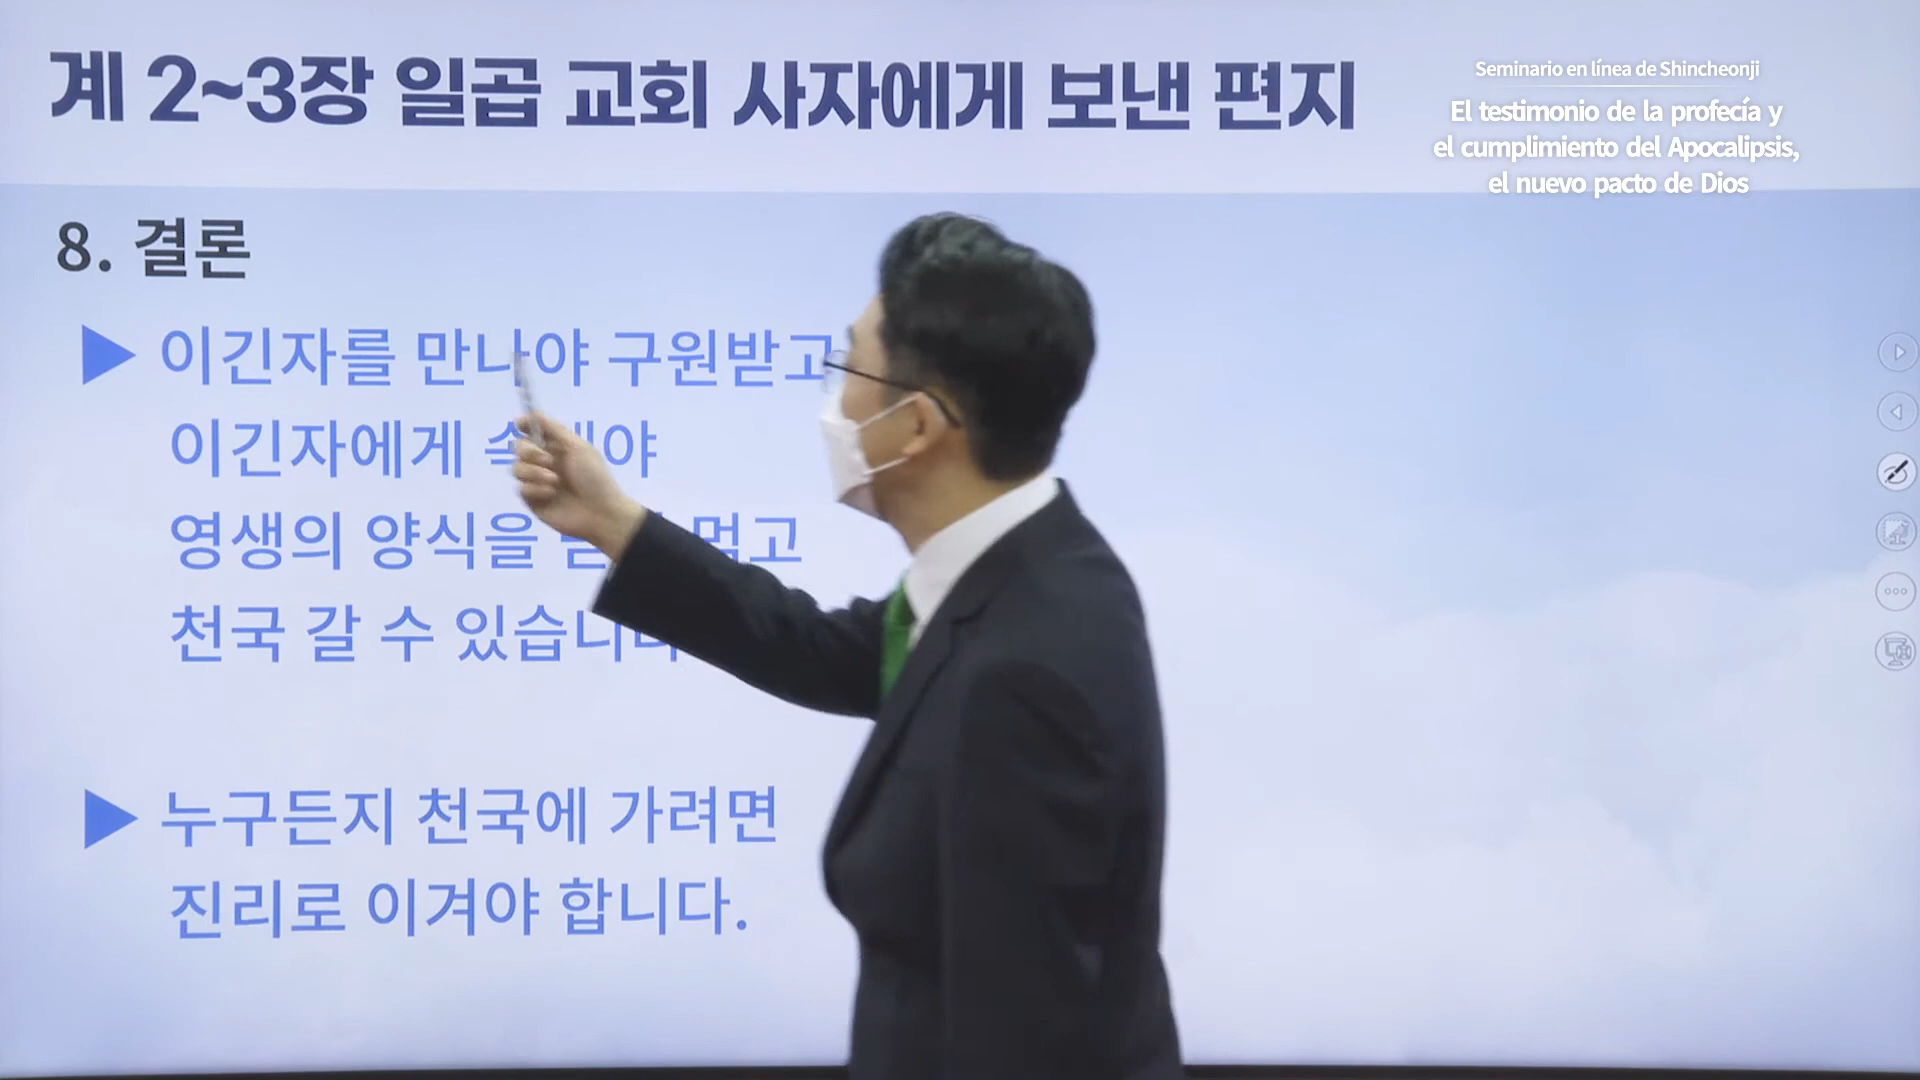 계 2~3장 일곱 교회 사자에게 보낸 편지
Seminario en línea de Shincheonji
El testimonio de la profecía y
el cumplimiento del Apocalipsis,
el nuevo pacto de Dios
8. 결론
▶ 이긴자를 만나야 구원받고
이긴자에게
영생의 양식을 먹고
천국 갈 수 있습니다
▶ 누구든지 천국에 가려면
진리로 이겨야 합니다.